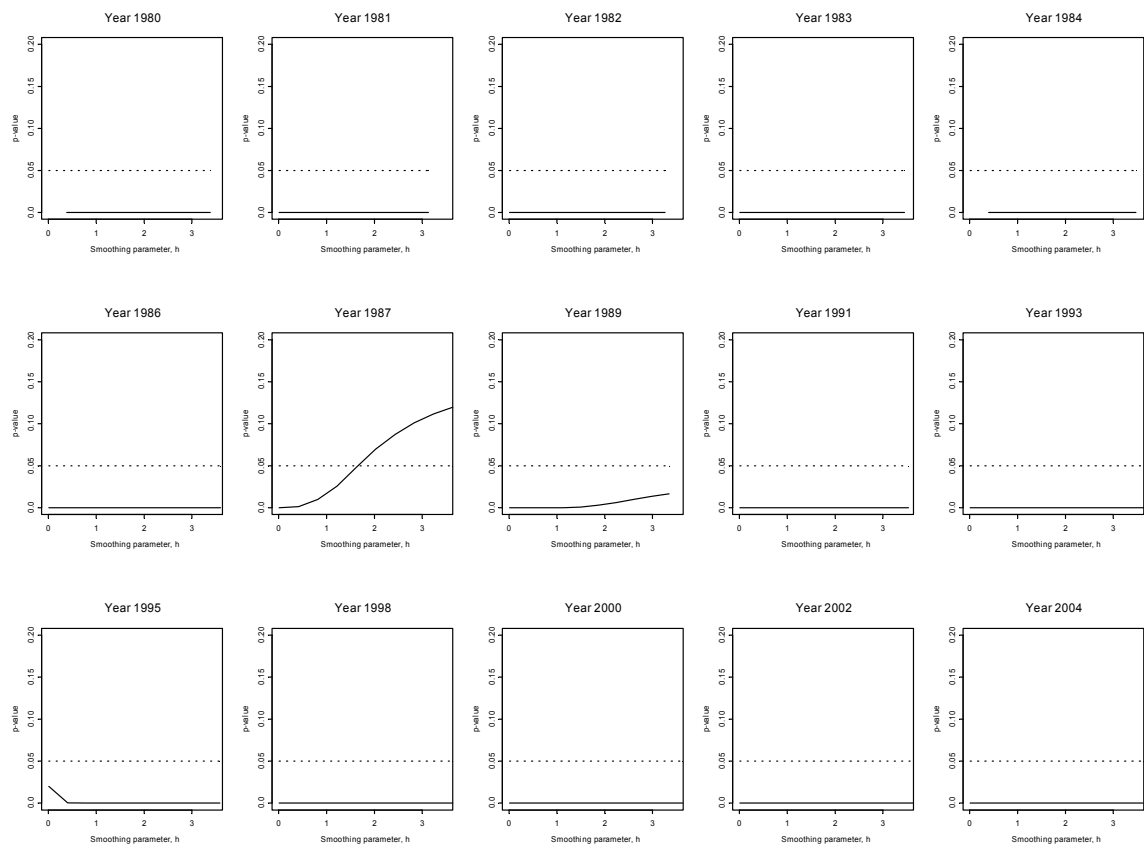 Year 1980
Year 1981
Year 1982
Year 1983
Year 1984
0.20
0.15
0.10
0.05
0.0
p-value
0 1 2 3
Smoothing parameter, h
0.20
0.15
0.10
0.05
0.0
p-value
0 1 2 3
Smoothing parameter, h
0.20
0.15
0.10
0.05
0.0
p-value
0 1 2 3
Smoothing parameter, h
0.20
0.15
0.10
0.05
0.0
p-value
0 1 2 3
Smoothing parameter, h
0.20
0.15
0.10
0.05
0.0
p-value
0 1 2 3
Smoothing parameter, h
Year 1986
Year 1987
Year 1989
Year 1991
Year 1993
0.20
0.15
0.10
0.05
0.0
p-value
0 1 2 3
Smoothing parameter, h
0.20
0.15
0.10
0.05
0.0
p-value
0 1 2 3
Smoothing parameter, h
0.20
0.15
0.10
0.05
0.0
p-value
0 1 2 3
Smoothing parameter, h
0.20
0.15
0.10
0.05
0.0
p-value
0 1 2 3
Smoothing parameter, h
0.20
0.15
0.10
0.05
0.0
p-value
0 1 2 3
Smoothing parameter, h
Year 1995
Year 1998
Year 2000
Year 2002
Year 2004
0.20
0.15
0.10
0.05
0.0
p-value
0 1 2 3
Smoothing parameter, h
0.20
0.15
0.10
0.05
0.0
p-value
0 1 2 3
Smoothing parameter, h
0.20
0.15
0.10
0.05
0.0
p-value
0 1 2 3
Smoothing parameter, h
0.20
0.15
0.10
0.05
0.0
p-value
0 1 2 3
Smoothing parameter, h
0.20
0.15
0.10
0.05
0.0
p-value
0 1 2 3
Smoothing parameter, h